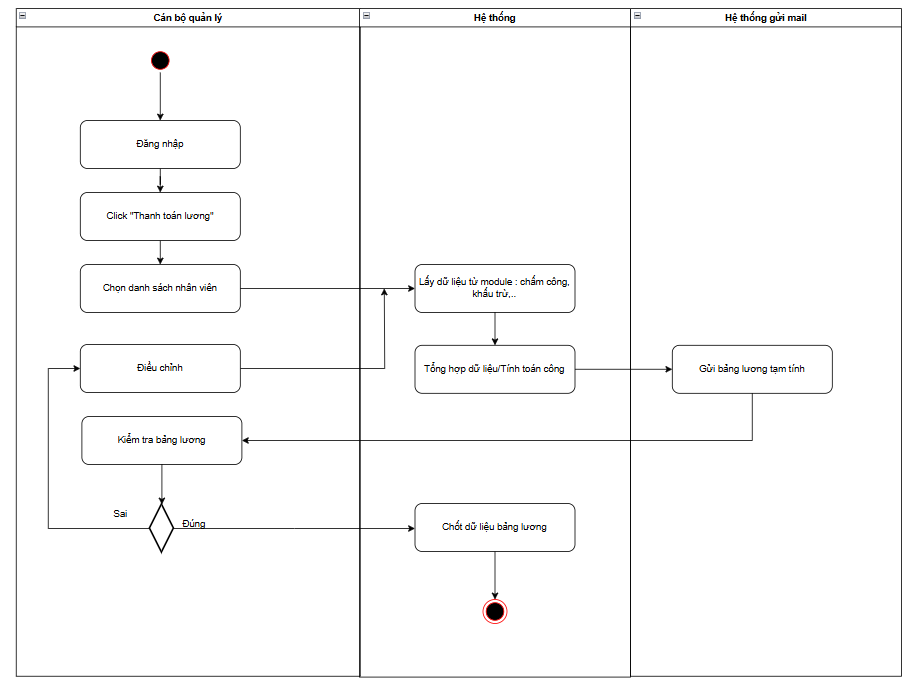 Cán bộ quản lý
Hệ thống
Hệ thống gửi mail
Đăng nhập
Click "Thanh toán lương"
Chọn danh sách nhân viên
Lấy dữ liệu từ module : chấm công,
khấu trừ,..
Điều chỉnh
Tổng hợp dữ liệu/Tính toán công
Gửi bảng lương tạm tính
Kiểm tra bảng lương
Sai
Đúng
Chốt dữ liệu bảng lương